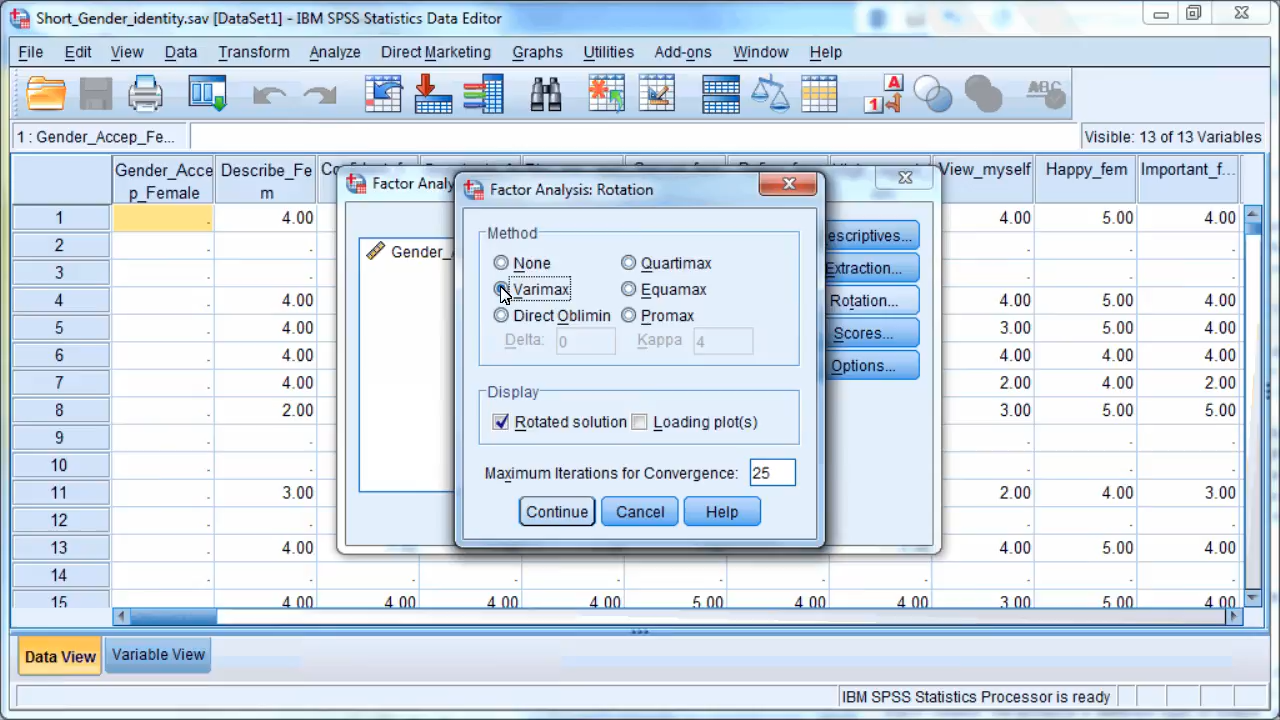 Short_Gender_identity.sav [DataSet1] - IBM SPSS Statistics Data Editor
File Edit View Data Transform Analyze Direct Marketing Graphs Utilities Add-ons Window Help
1 : Gender_Accep_Fe... Visible: 13 of 13 Variables
Gender_Acce Describe_Fe View_myself Happy_fem Important_f...
p_Female m
Factor Analy
Factor Analysis: Rotation
1 . 4.00 4.00 5.00 4.00
2 . . . . .
3 . . . . .
4 . 4.00 4.00 5.00 4.00
5 . 4.00 3.00 5.00 4.00
6 . 4.00 4.00 5.00 4.00
7 . 4.00 2.00 4.00 2.00
8 . 2.00 3.00 5.00 5.00
9 . . . . .
10 . . . . .
11 . 3.00 2.00 4.00 3.00
12 . . . . .
13 . 4.00 4.00 5.00 4.00
14 . . . . .
15 . 4.00 4.00 4.00 4.00 5.00 4.00 4.00 3.00 5.00 4.00
Gender_
Method
None Quartimax
Varimax Equamax
Direct Oblimin Promax
Delta: 0 Kappa 4
Display
Rotated solution Loading plot(s)
Maximum Iterations for Convergence: 25
Continue Cancel Help
escriptives...
Extraction...
Rotation...
Scores...
Options...
Data View Variable View
IBM SPSS Statistics Processor is ready